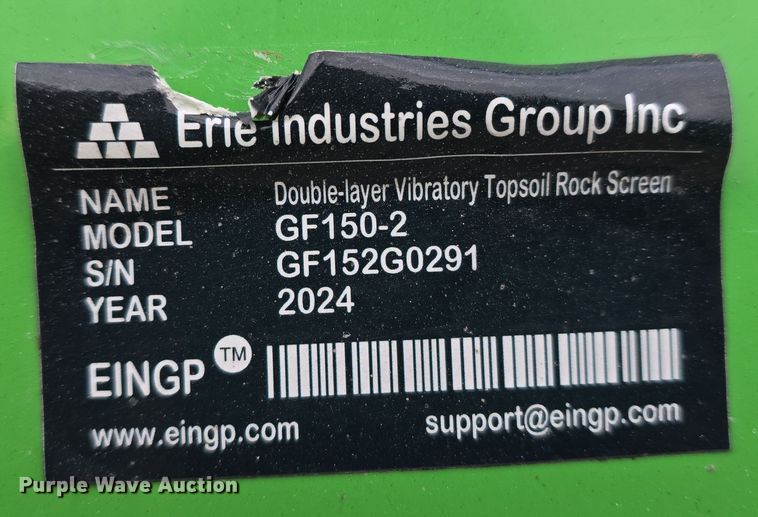 Erie Industries Group Inc
NAME Double-layer Vibratory Topsoil Rock Screen
MODEL GF150-2
S/N GF152G0291
YEAR 2024
EINGP TM
www.eingp.com support@eingp.com
Purple Wave Auction